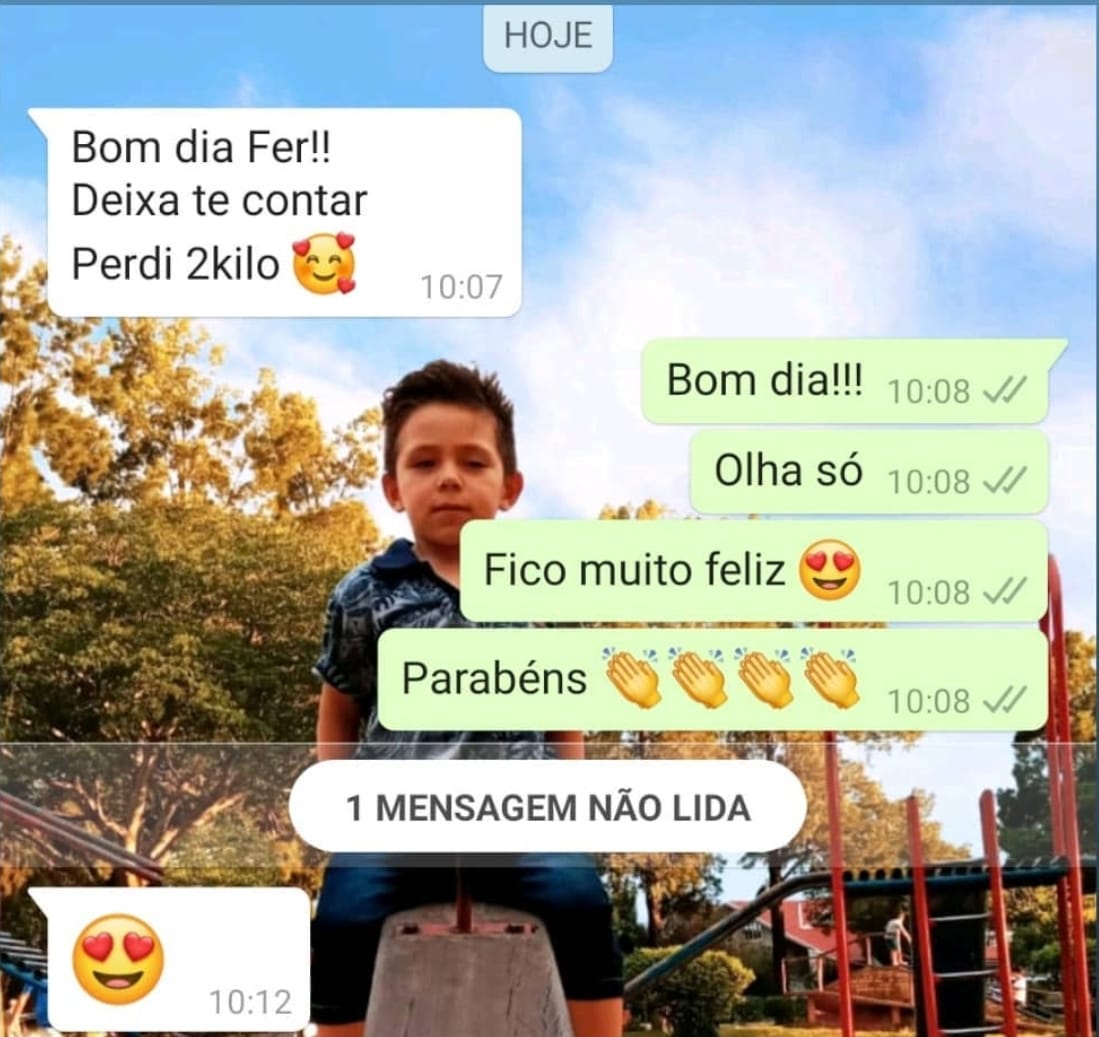 HOJE
Bom dia Fer!!
Deixa te contar
Perdi 2kilo 🥰
10:07
Bom dia!!! 10:08
Olha só 10:08
Fico muito feliz 😍 10:08
Parabéns 👏👏👏👏 10:08
1 MENSAGEM NÃO LIDA
😍
10:12